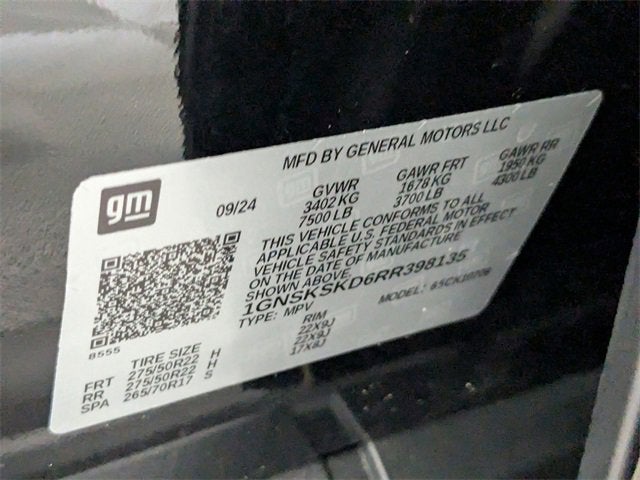 MFD BY GENERAL MOTORS LLC
gm
09/24
GVWR GAWR FRT GAWR RR
3402 KG 1678 KG 1950 KG
7500 LB 3700 LB 4300 LB
THIS VEHICLE CONFORMS TO ALL
APPLICABLE U.S. FEDERAL MOTOR
VEHICLE SAFETY STANDARDS IN EFFECT
ON THE DATE OF MANUFACTURE
SHOWN ABOVE.
1GNSKSKD6RR398135
TYPE: MPV MODEL:
8555
TIRE SIZE RIM
FRT 275/50R22 H 22X9J
RR 275/50R22 H 22X9J
SPA 265/70R17 S 17X8J